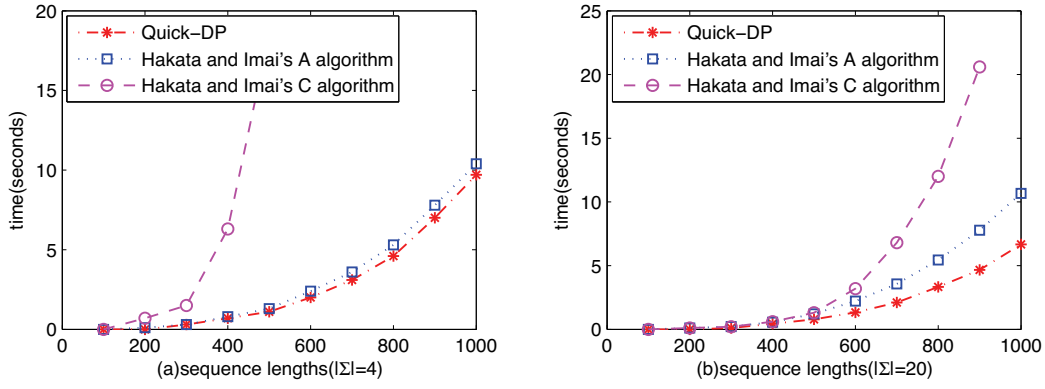 20
15
10
5
0
time(seconds)
Quick−DP
Hakata and Imai's A algorithm
Hakata and Imai's C algorithm
0 200 400 600 800 1000
(a)sequence lengths(|Σ|=4)
25
20
15
10
5
0
time(seconds)
Quick−DP
Hakata and Imai's A algorithm
Hakata and Imai's C algorithm
0 200 400 600 800 1000
(b)sequence lengths(|Σ|=20)